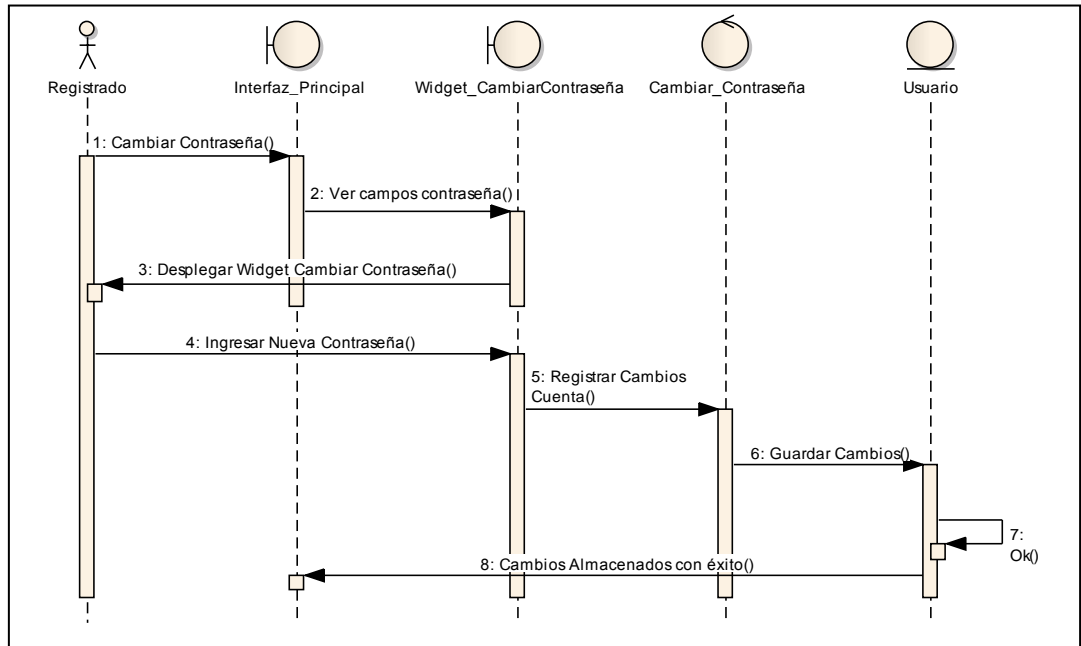 Registrado
Interfaz_Principal
Widget_CambiarContraseña
Cambiar_Contraseña
Usuario
1: Cambiar Contraseña()
2: Ver campos contraseña()
3: Desplegar Widget Cambiar Contraseña()
4: Ingresar Nueva Contraseña()
5: Registrar Cambios
Cuenta()
6: Guardar Cambios()
7:
Ok()
8: Cambios Almacenados con éxito()